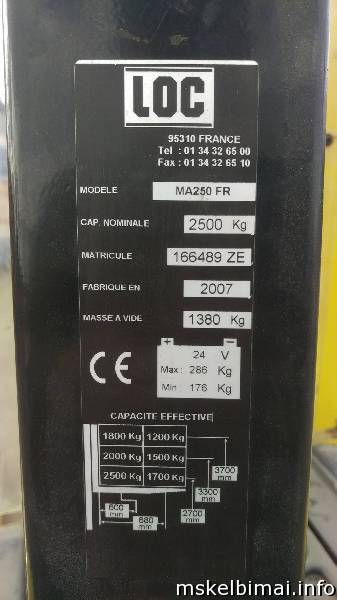 LOC
95310 FRANCE
Tel : 01 34 32 65 00
Fax : 01 34 32 65 10
MODELE MA250 FR
CAP. NOMINALE 2500 Kg
MATRICULE 166489 ZE
FABRIQUE EN 2007
MASSE A VIDE 1380 Kg
+ −
24 V
CE Max : 286 Kg
Min : 176 Kg
CAPACITE EFFECTIVE
1800 Kg 1200 Kg
2000 Kg 1500 Kg 3700 mm
2500 Kg 1700 Kg 3300 mm
600 mm 2700 mm
880 mm
mskelbimai.info